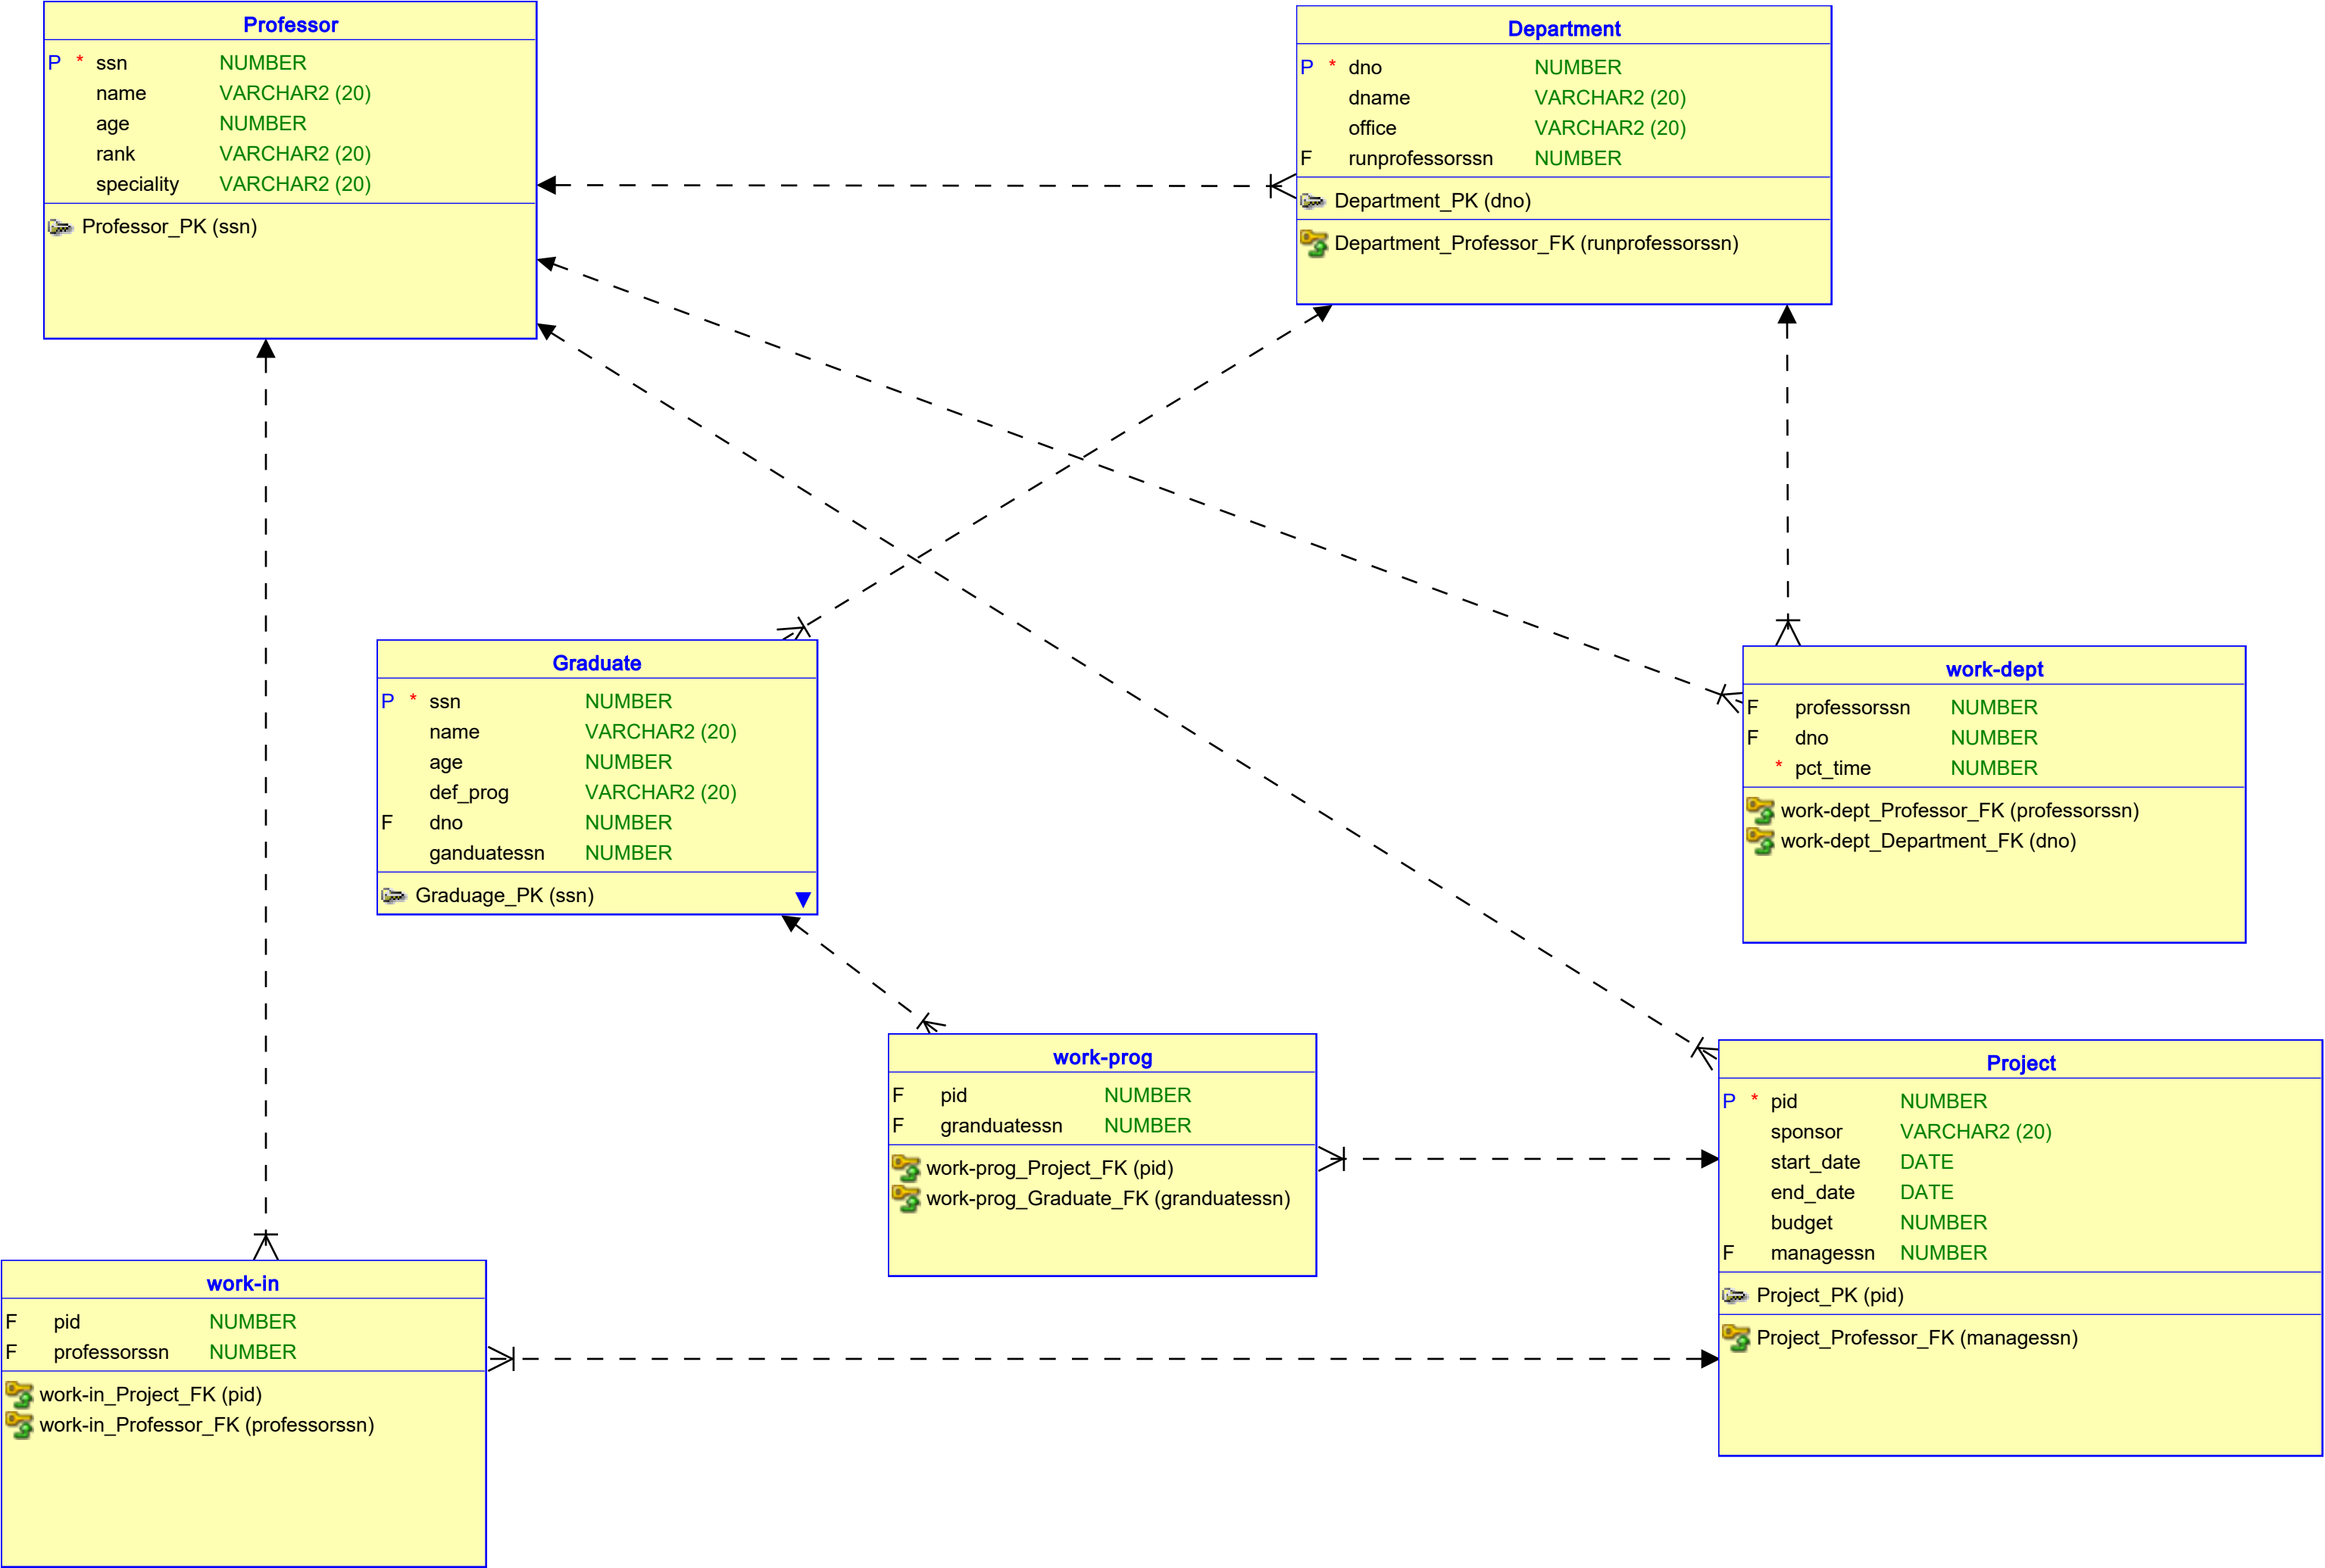 Professor
P * ssn NUMBER
name VARCHAR2 (20)
age NUMBER
rank VARCHAR2 (20)
speciality VARCHAR2 (20)
Professor_PK (ssn)
Department
P * dno NUMBER
dname VARCHAR2 (20)
office VARCHAR2 (20)
F runprofessorssn NUMBER
Department_PK (dno)
Department_Professor_FK (runprofessorssn)
Graduate
P * ssn NUMBER
name VARCHAR2 (20)
age NUMBER
def_prog VARCHAR2 (20)
F dno NUMBER
ganduatessn NUMBER
Graduage_PK (ssn)
work-dept
F professorssn NUMBER
F dno NUMBER
* pct_time NUMBER
work-dept_Professor_FK (professorssn)
work-dept_Department_FK (dno)
work-prog
F pid NUMBER
F granduatessn NUMBER
work-prog_Project_FK (pid)
work-prog_Graduate_FK (granduatessn)
Project
P * pid NUMBER
sponsor VARCHAR2 (20)
start_date DATE
end_date DATE
budget NUMBER
F managessn NUMBER
Project_PK (pid)
Project_Professor_FK (managessn)
work-in
F pid NUMBER
F professorssn NUMBER
work-in_Project_FK (pid)
work-in_Professor_FK (professorssn)